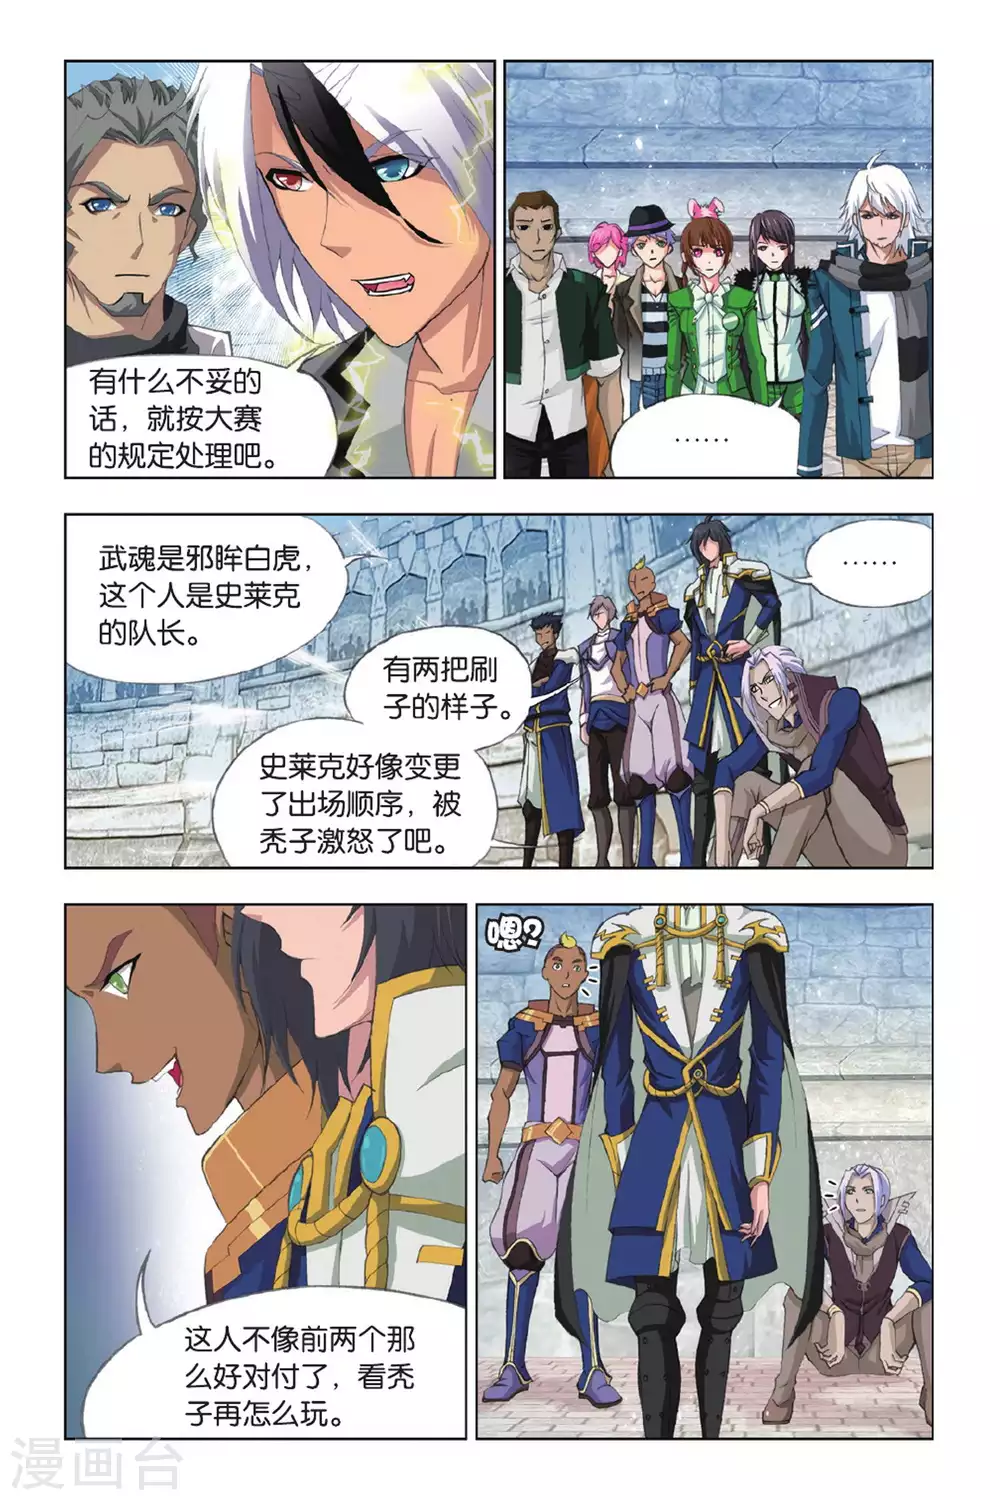 有什么不妥的
话，就按大赛
的规定处理吧。
……
武魂是邪眸白虎，
这个人是史莱克
的队长。
有两把刷
子的样子。
史莱克好像变更
了出场顺序，被
秃子激怒了吧。
……
这人不像前两个那
么好对付了，看秃
子再怎么玩。
嗯?
漫画台